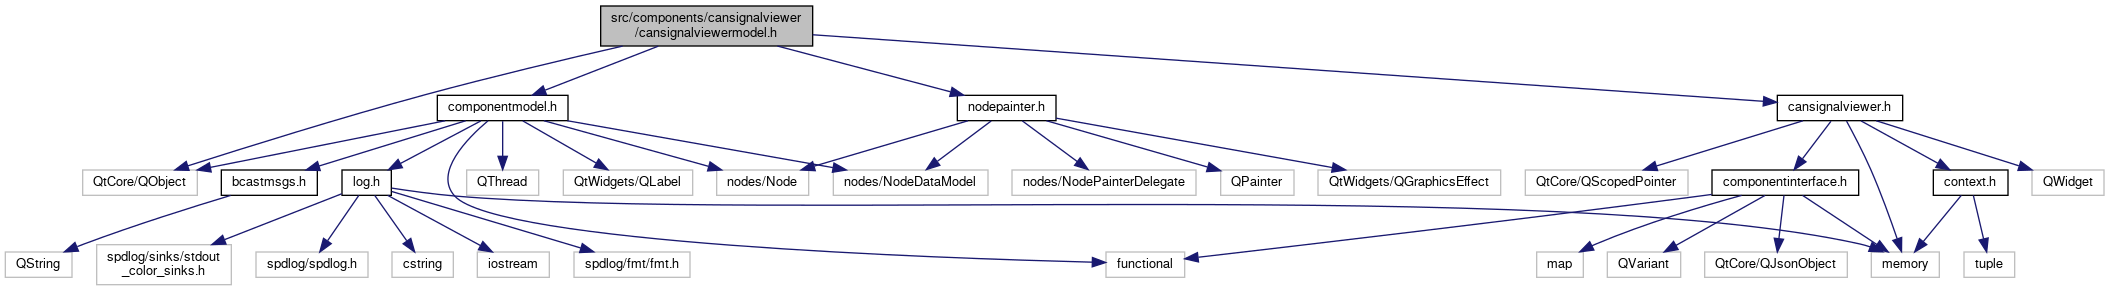 src/components/cansignalviewer
/cansignalviewermodel.h
componentmodel.h
nodepainter.h
cansignalviewer.h
QtCore/QObject
bcastmsgs.h
log.h
QThread
QtWidgets/QLabel
nodes/Node
nodes/NodeDataModel
nodes/NodePainterDelegate
QPainter
QtWidgets/QGraphicsEffect
QtCore/QScopedPointer
componentinterface.h
context.h
QWidget
QString
spdlog/sinks/stdout
_color_sinks.h
spdlog/spdlog.h
cstring
iostream
spdlog/fmt/fmt.h
functional
map
QVariant
QtCore/QJsonObject
memory
tuple